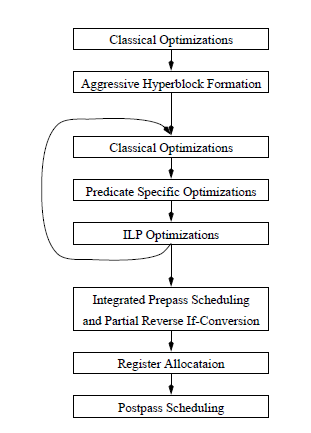 Classical Optimizations
Aggressive Hyperblock Formation
Classical Optimizations
Predicate Specific Optimizations
ILP Optimizations
Integrated Prepass Scheduling
and Partial Reverse If-Conversion
Register Allocataion
Postpass Scheduling